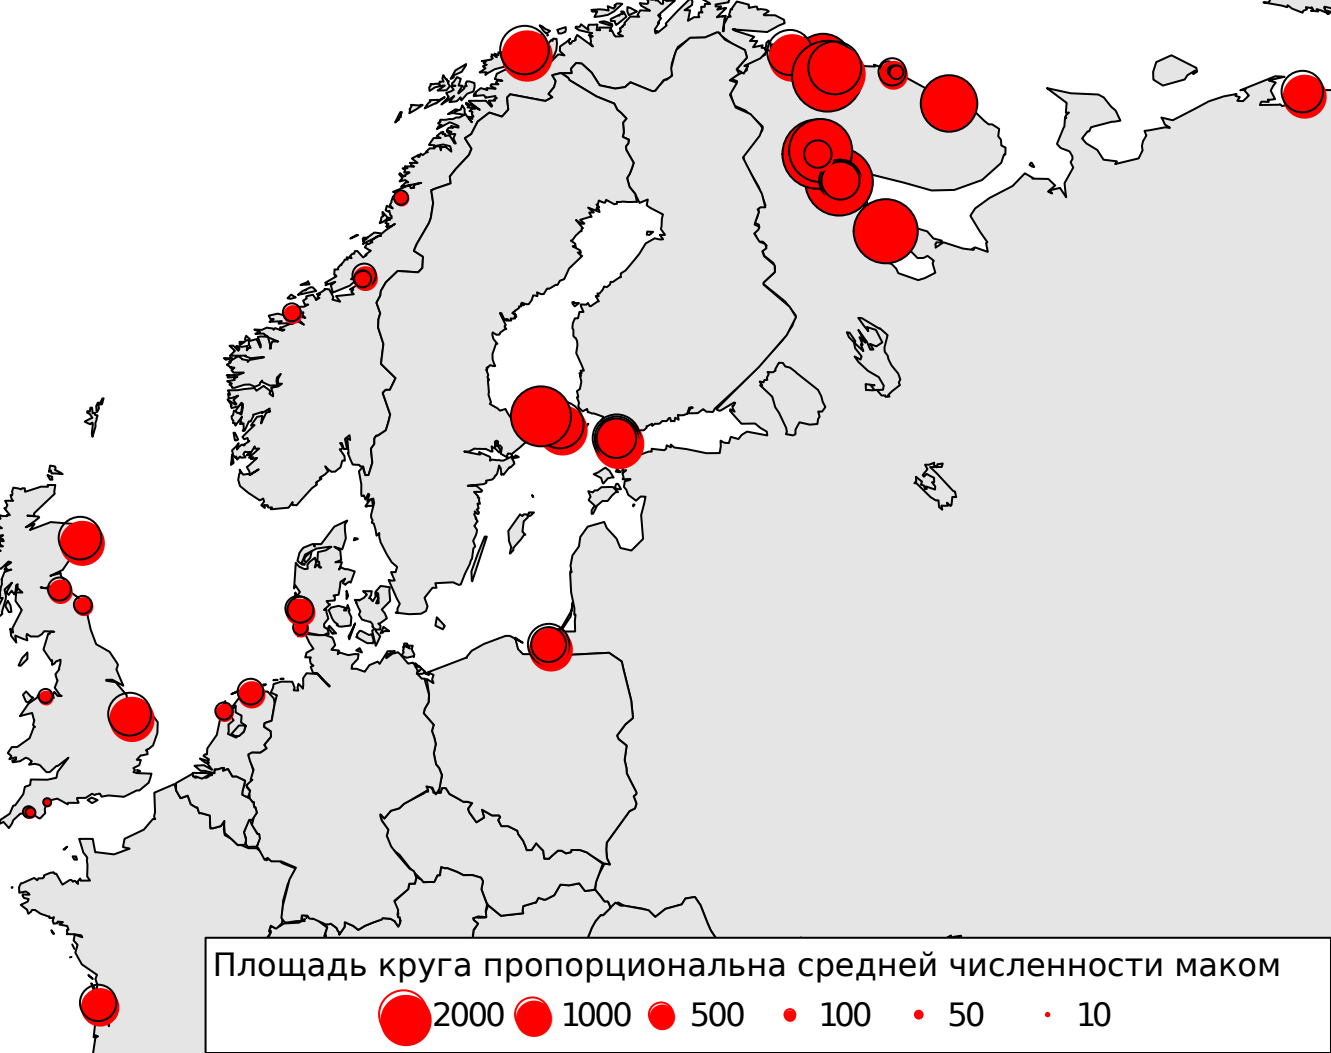 Площадь круга пропорциональна средней численности маком
2000 1000 500 100 50 10